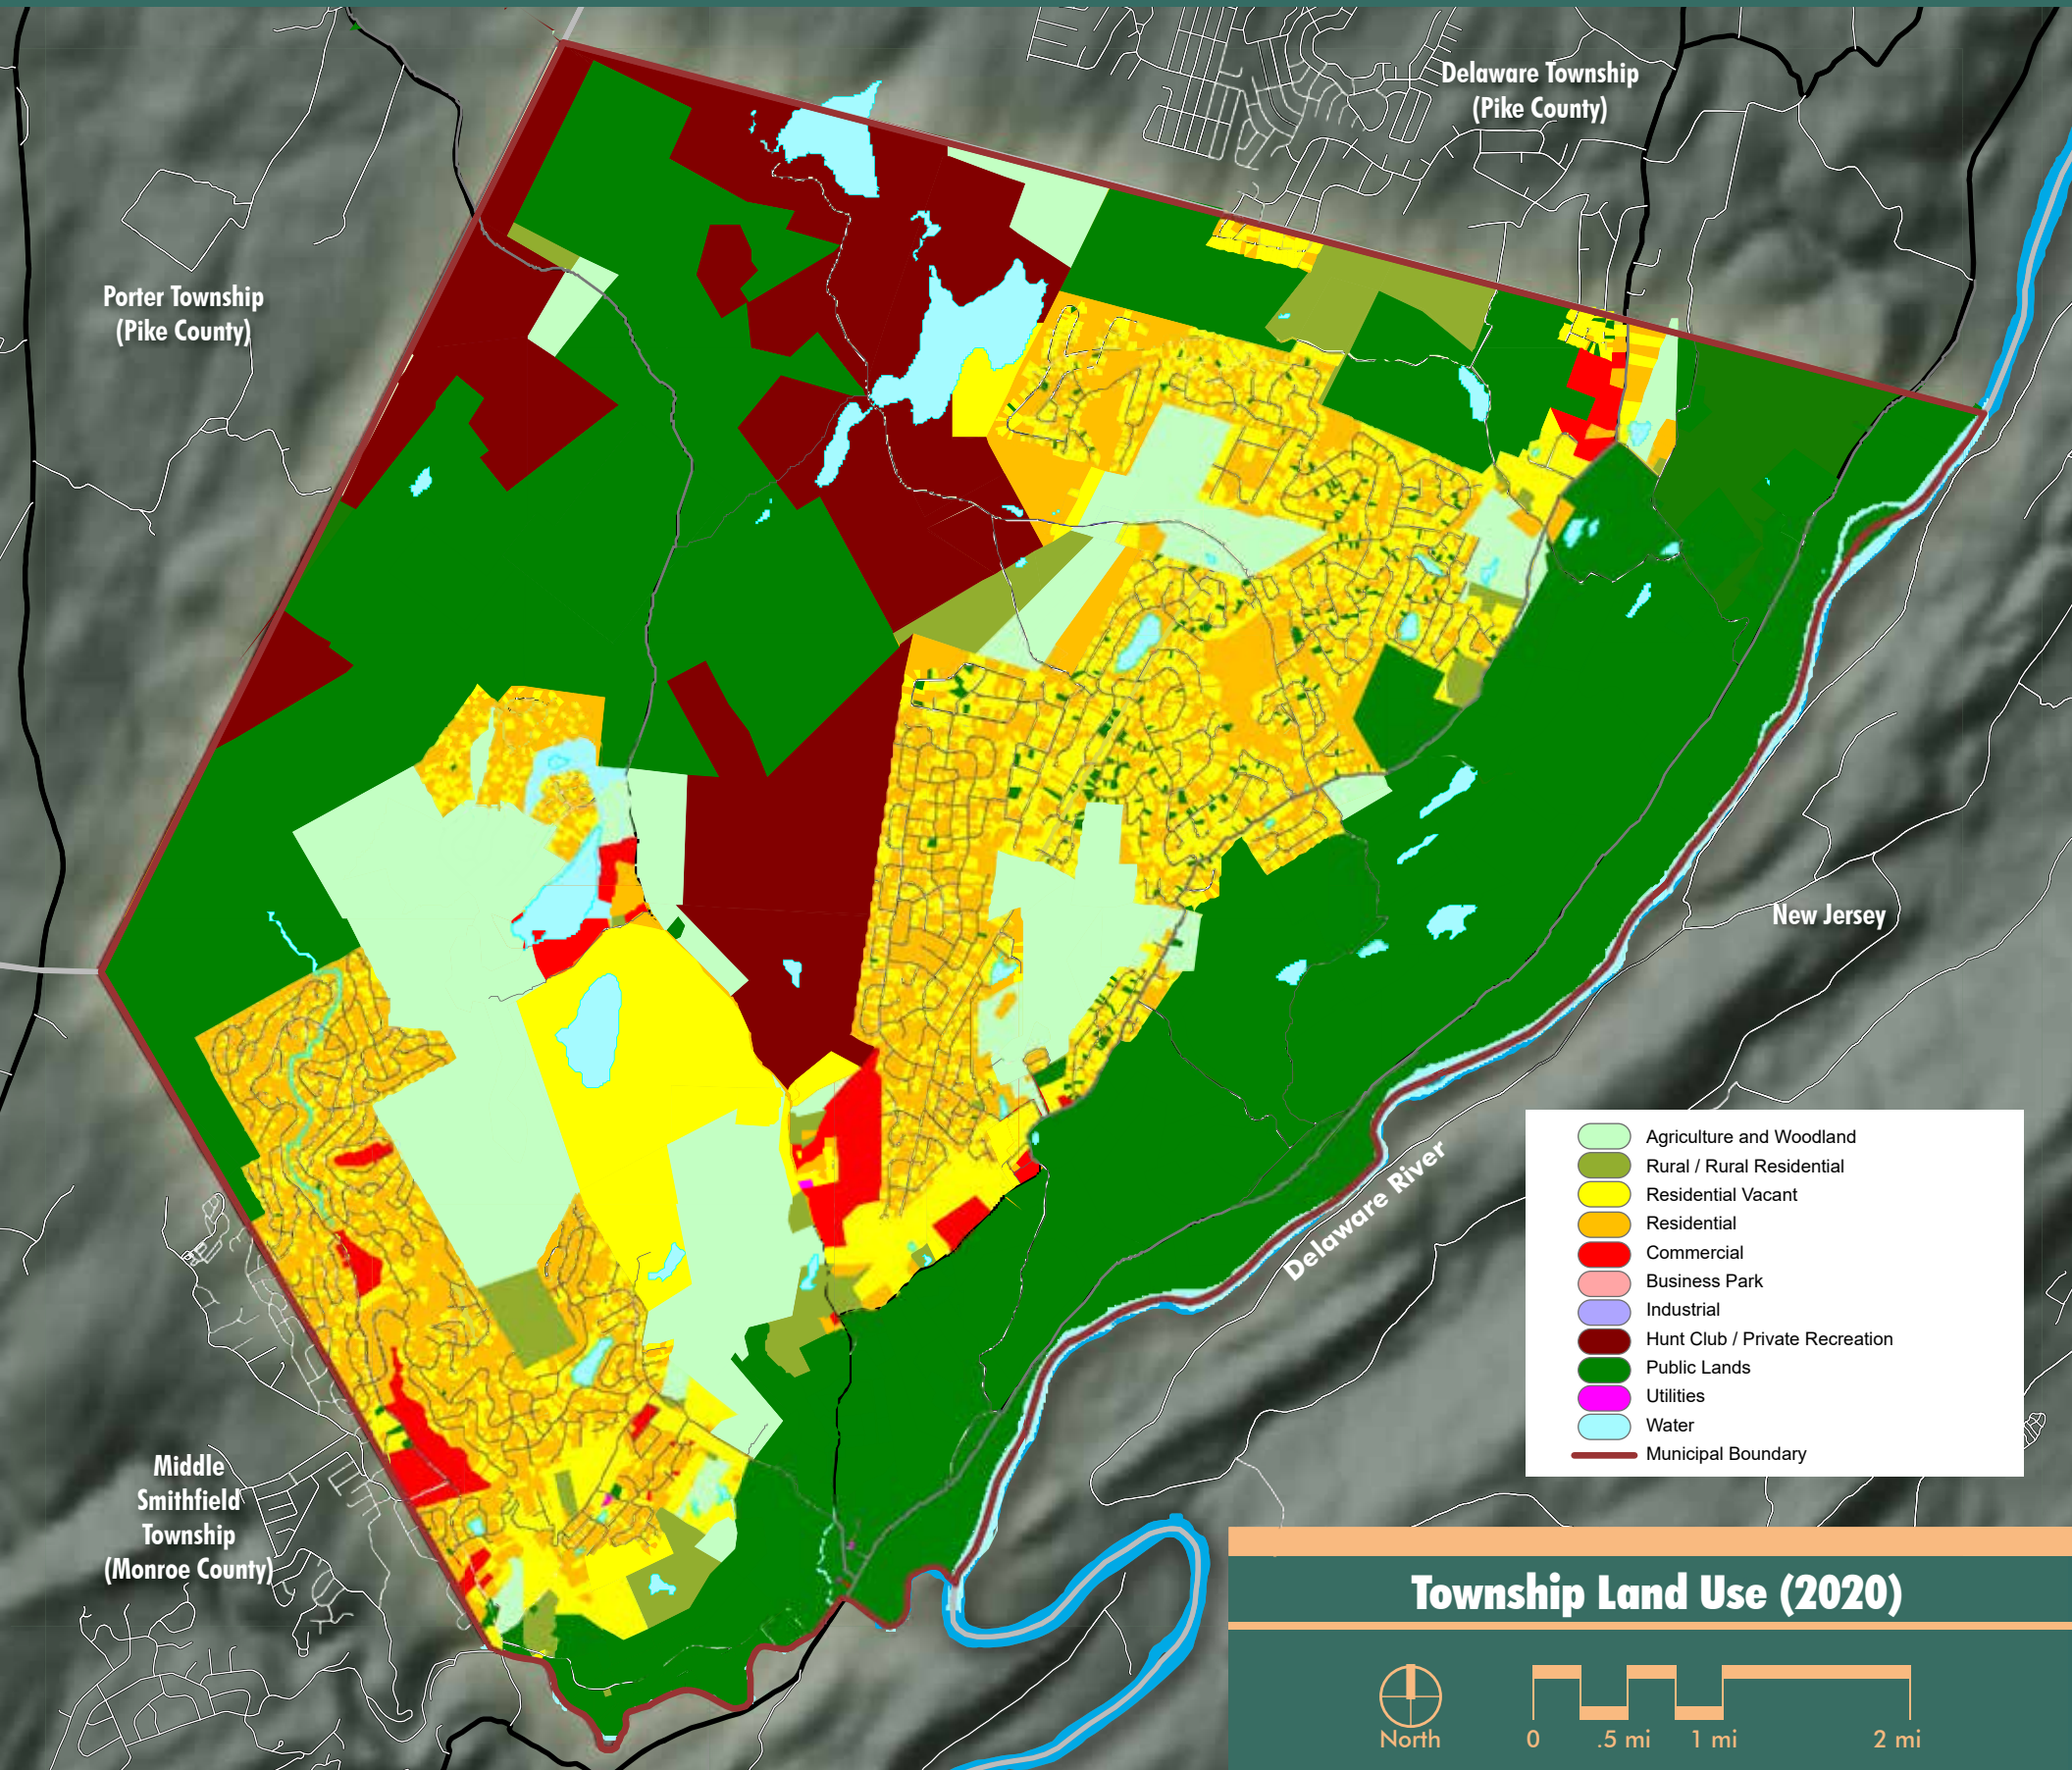 Delaware Township
(Pike County)
Porter Township
(Pike County)
New Jersey
Delaware River
Middle
Smithfield
Township
(Monroe County)
Agriculture and Woodland
Rural / Rural Residential
Residential Vacant
Residential
Commercial
Business Park
Industrial
Hunt Club / Private Recreation
Public Lands
Utilities
Water
Municipal Boundary
Township Land Use (2020)
North
0 .5 mi 1 mi 2 mi